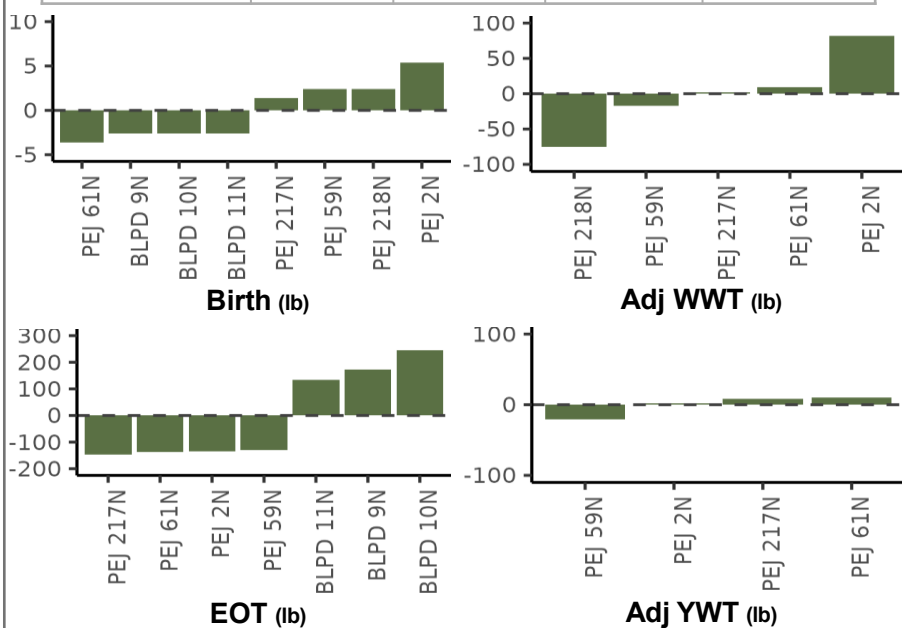 10
5
0
-5
PEJ 61N
BLPD 9N
BLPD 10N
BLPD 11N
PEJ 217N
PEJ 59N
PEJ 218N
PEJ 2N
Birth (lb)
100
50
0
-50
-100
PEJ 218N
PEJ 59N
PEJ 217N
PEJ 61N
PEJ 2N
Adj WWT (lb)
300
200
100
0
-100
-200
PEJ 217N
PEJ 61N
PEJ 2N
PEJ 59N
BLPD 11N
BLPD 9N
BLPD 10N
EOT (lb)
100
0
-100
PEJ 59N
PEJ 2N
PEJ 217N
PEJ 61N
Adj YWT (lb)